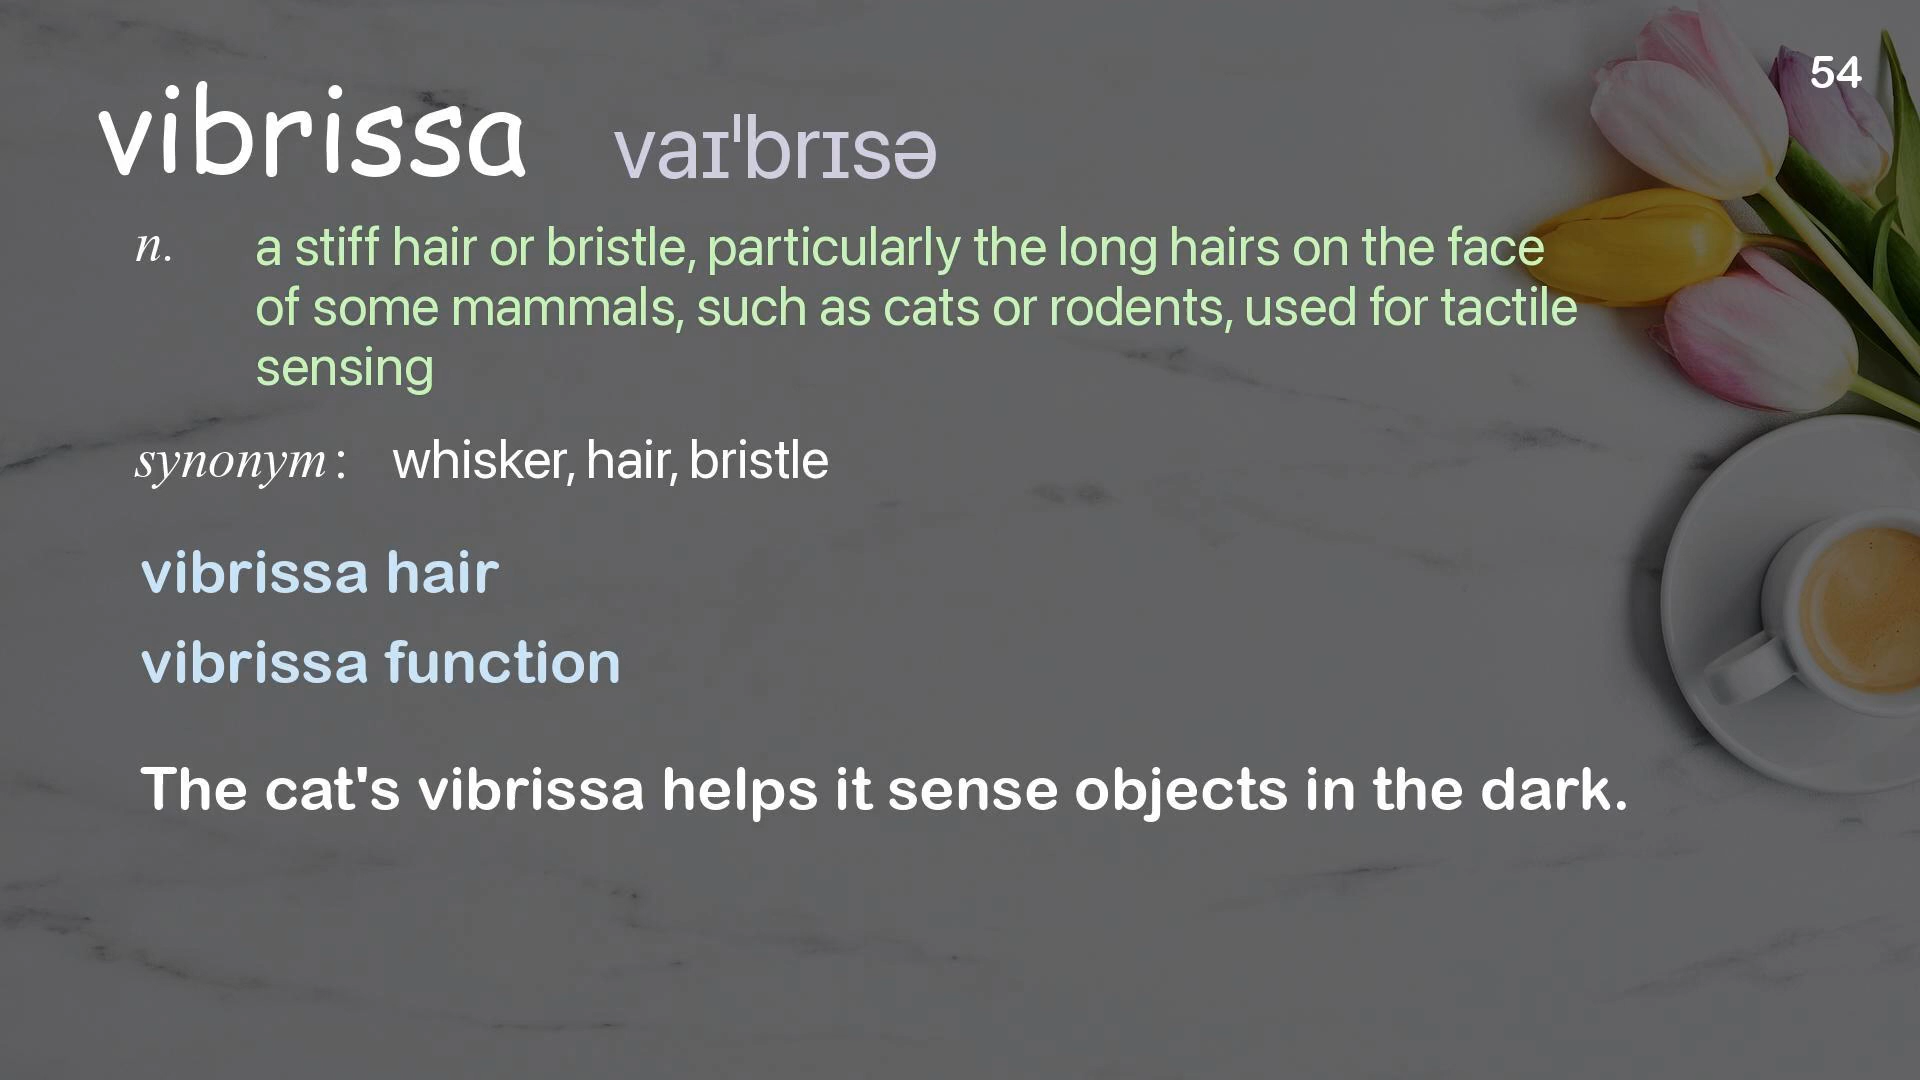 54
vibrissa vaɪˈbrɪsə
n. a stiff hair or bristle, particularly the long hairs on the face
of some mammals, such as cats or rodents, used for tactile
sensing
synonym: whisker, hair, bristle
vibrissa hair
vibrissa function
The cat's vibrissa helps it sense objects in the dark.